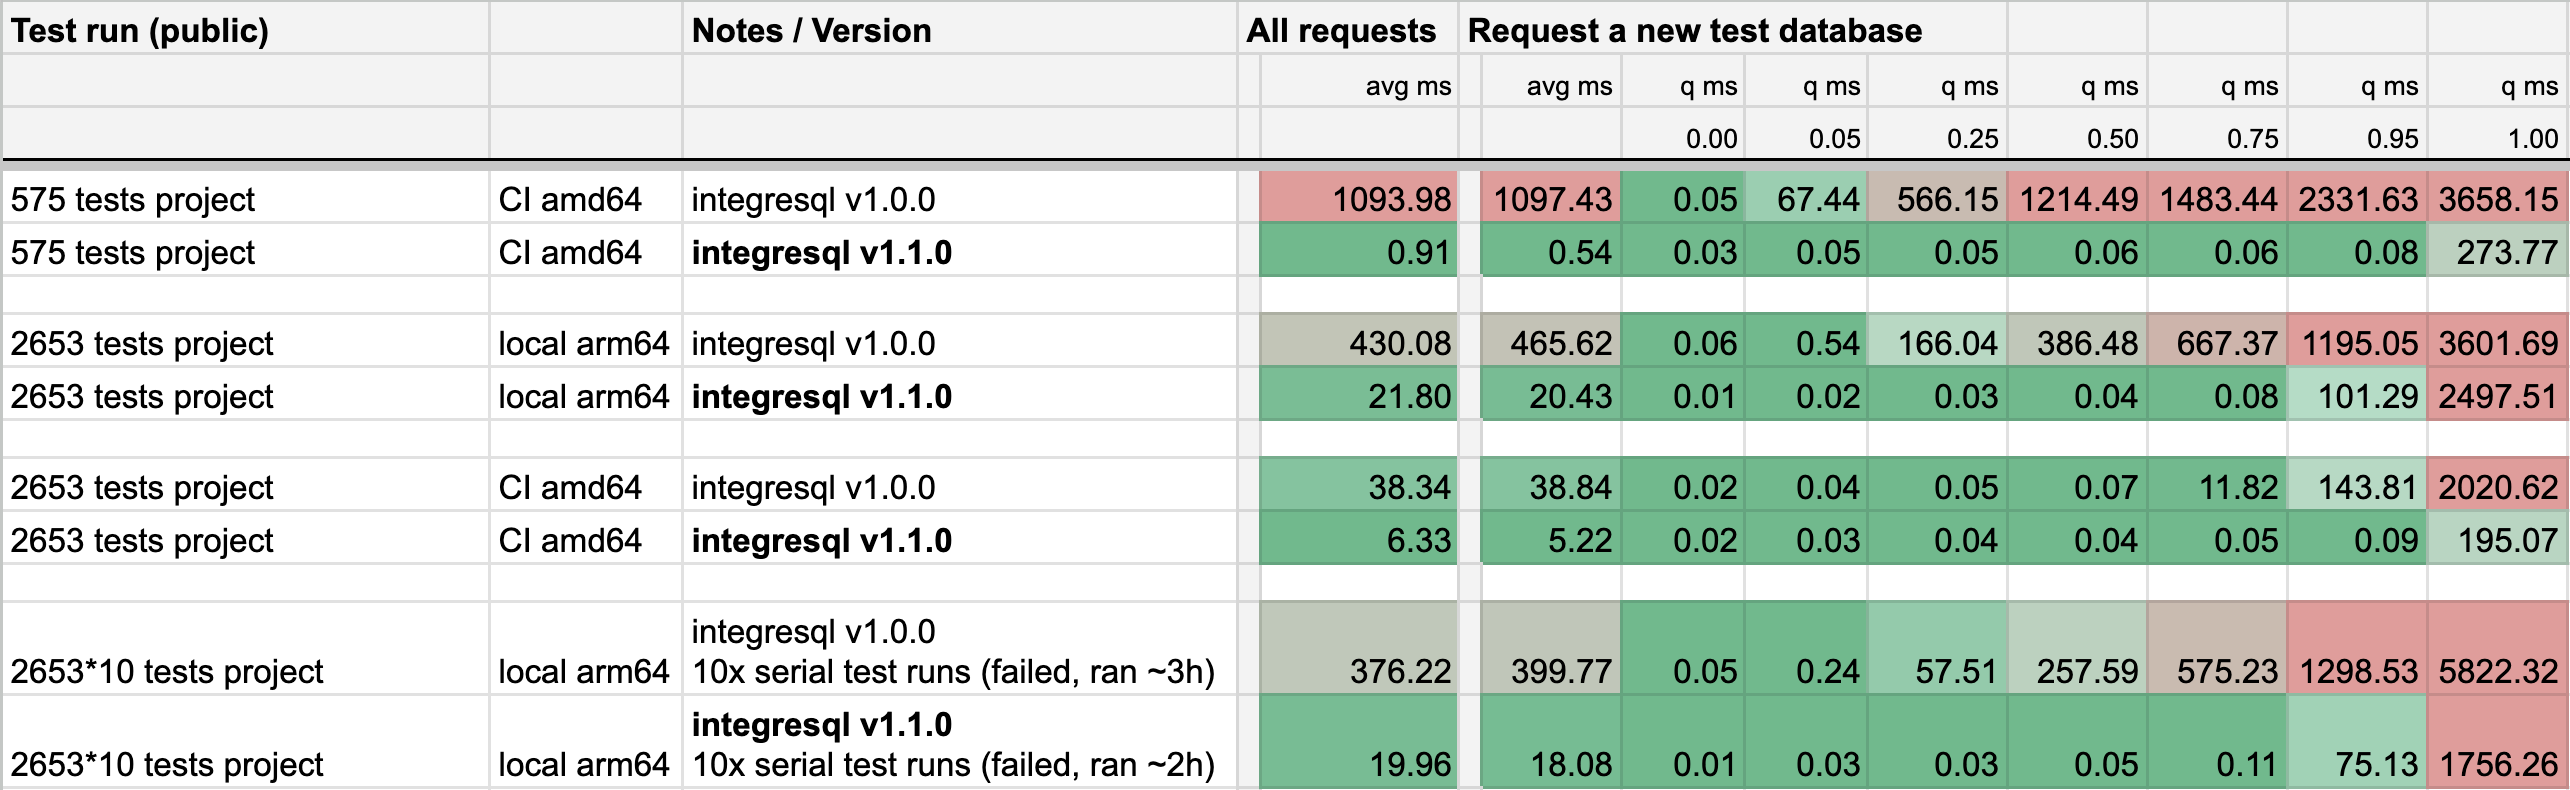 Test run (public) Notes / Version All requests Request a new test database
avg ms avg ms q ms q ms q ms q ms q ms q ms q ms
0.00 0.05 0.25 0.50 0.75 0.95 1.00
575 tests project CI amd64 integresql v1.0.0 1093.98 1097.43 0.05 67.44 566.15 1214.49 1483.44 2331.63 3658.15
575 tests project CI amd64 integresql v1.1.0 0.91 0.54 0.03 0.05 0.05 0.06 0.06 0.08 273.77
2653 tests project local arm64 integresql v1.0.0 430.08 465.62 0.06 0.54 166.04 386.48 667.37 1195.05 3601.69
2653 tests project local arm64 integresql v1.1.0 21.80 20.43 0.01 0.02 0.03 0.04 0.08 101.29 2497.51
2653 tests project CI amd64 integresql v1.0.0 38.34 38.84 0.02 0.04 0.05 0.07 11.82 143.81 2020.62
2653 tests project CI amd64 integresql v1.1.0 6.33 5.22 0.02 0.03 0.04 0.04 0.05 0.09 195.07
integresql v1.0.0
2653*10 tests project local arm64 10x serial test runs (failed, ran ~3h) 376.22 399.77 0.05 0.24 57.51 257.59 575.23 1298.53 5822.32
integresql v1.1.0
2653*10 tests project local arm64 10x serial test runs (failed, ran ~2h) 19.96 18.08 0.01 0.03 0.03 0.05 0.11 75.13 1756.26